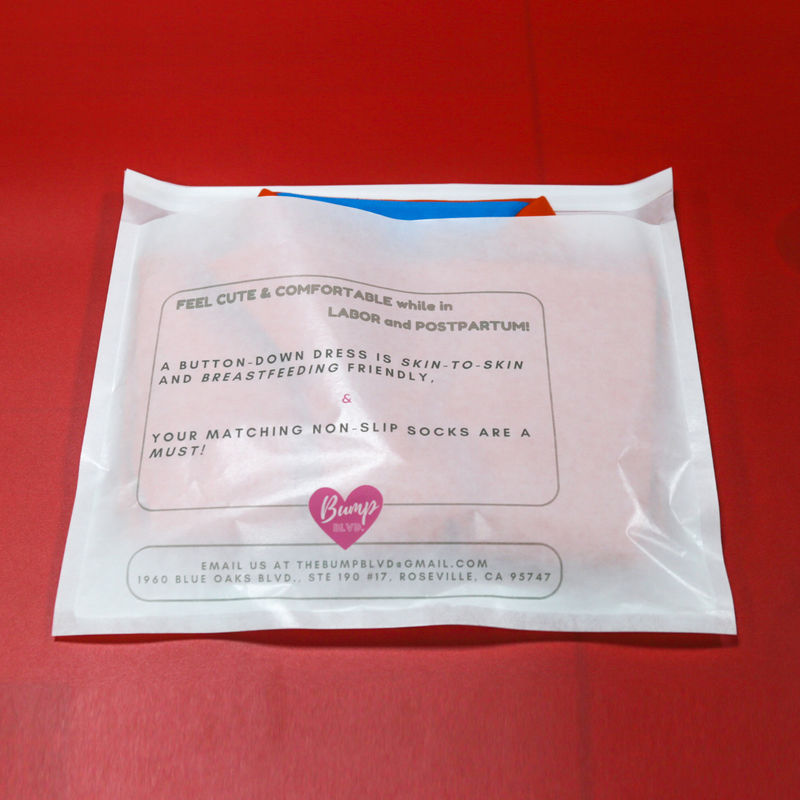 FEEL CUTE & COMFORTABLE while in
LABOR and POSTPARTUM!
A BUTTON-DOWN DRESS IS SKIN-TO-SKIN
AND BREASTFEEDING FRIENDLY,
&
YOUR MATCHING NON-SLIP SOCKS ARE A
MUST!
Bump
BLVD.
EMAIL US AT THEBUMPBLVD@GMAIL.COM
1960 BLUE OAKS BLVD., STE 190 #17, ROSEVILLE, CA 95747